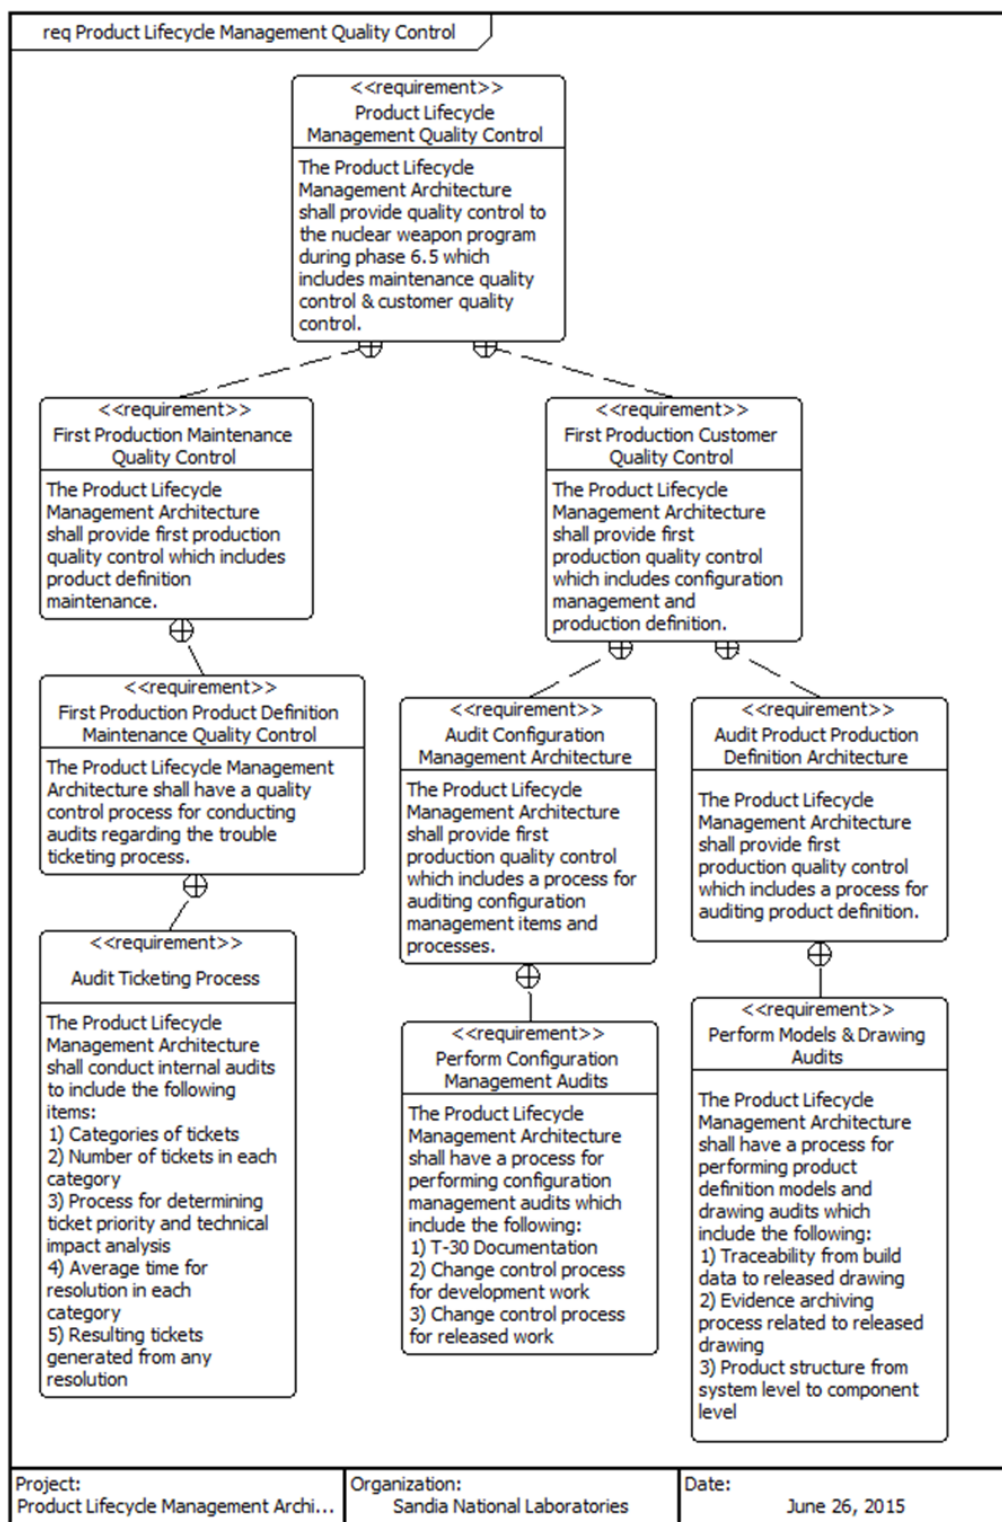 req Product Lifecycle Management Quality Control
<<requirement>>
Product Lifecycle
Management Quality Control
The Product Lifecycle
Management Architecture
shall provide quality control to
the nuclear weapon program
during phase 6.5 which
includes maintenance quality
control & customer quality
control.
<<requirement>>
First Production Maintenance
Quality Control
The Product Lifecycle
Management Architecture
shall provide first production
quality control which includes
product definition
maintenance.
<<requirement>>
First Production Customer
Quality Control
The Product Lifecycle
Management Architecture
shall provide first
production quality control
which includes configuration
management and
production definition.
<<requirement>>
First Production Product Definition
Maintenance Quality Control
The Product Lifecycle Management
Architecture shall have a quality
control process for conducting
audits regarding the trouble
ticketing process.
<<requirement>>
Audit Configuration
Management Architecture
The Product Lifecycle
Management Architecture
shall provide first
production quality control
which includes a process for
auditing configuration
management items and
processes.
<<requirement>>
Audit Product Production
Definition Architecture
The Product Lifecycle
Management Architecture
shall provide first
production quality control
which includes a process for
auditing product definition.
<<requirement>>
Audit Ticketing Process
The Product Lifecycle
Management Architecture
shall conduct internal audits
to include the following
items:
1) Categories of tickets
2) Number of tickets in each
category
3) Process for determining
ticket priority and technical
impact analysis
4) Average time for
resolution in each
category
5) Resulting tickets
generated from any
resolution
<<requirement>>
Perform Configuration
Management Audits
The Product Lifecycle
Management Architecture
shall have a process for
performing configuration
management audits which
include the following:
1) T-30 Documentation
2) Change control process
for development work
3) Change control process
for released work
<<requirement>>
Perform Models & Drawing
Audits
The Product Lifecycle
Management Architecture
shall have a process for
performing product
definition models and
drawing audits which
include the following:
1) Traceability from build
data to released drawing
2) Evidence archiving
process related to released
drawing
3) Product structure from
system level to component
level
Project:
Product Lifecycle Management Archi...
Organization:
Sandia National Laboratories
Date:
June 26, 2015